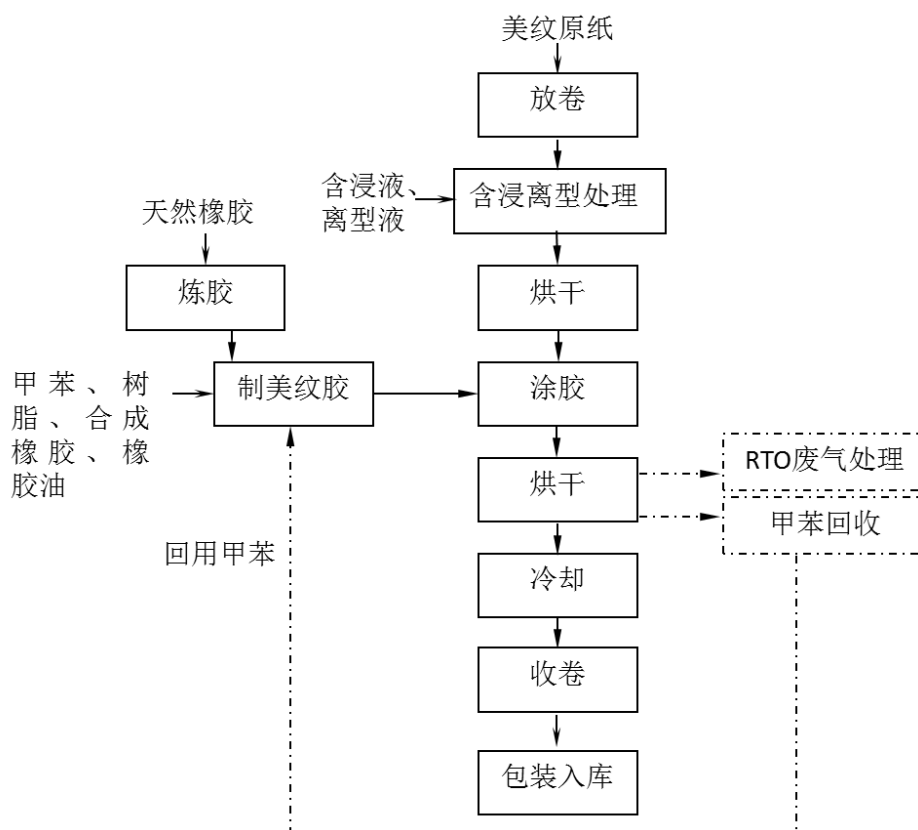 美纹原纸
放卷
含浸液、
离型液
含浸离型处理
天然橡胶
炼胶
烘干
甲苯、树
脂、合成
橡胶、橡
胶油
制美纹胶
涂胶
烘干
RTO废气处理
甲苯回收
回用甲苯
冷却
收卷
包装入库